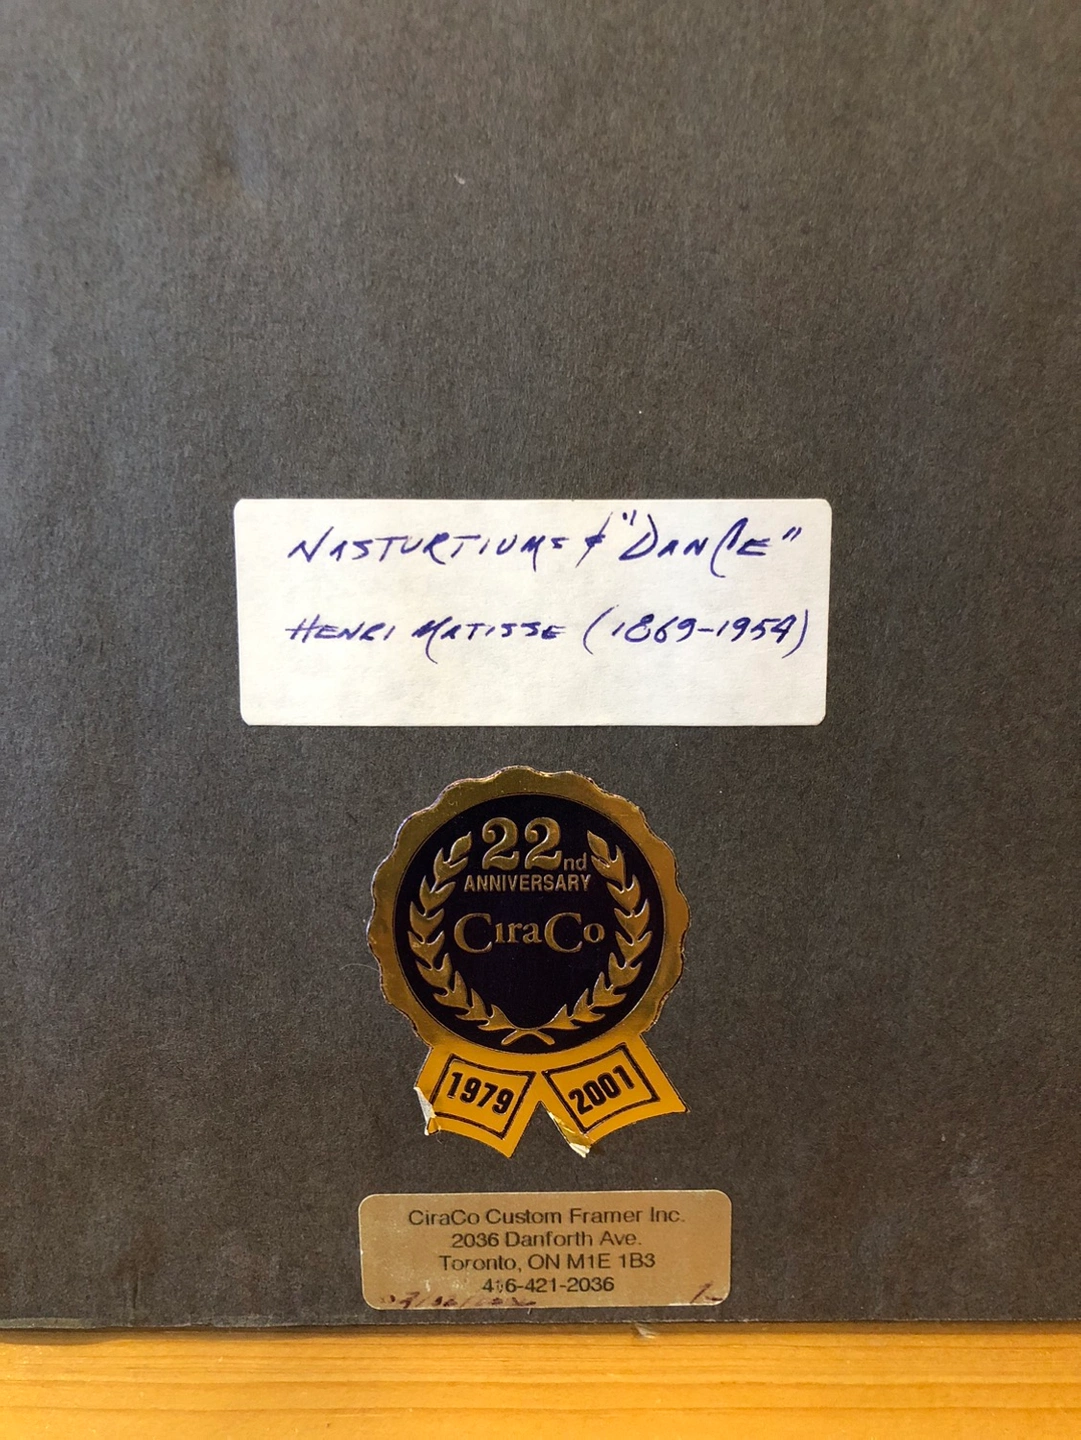 NASTURTIUMS & "DANCE"
HENRI MATISSE (1869-1954)
22nd
ANNIVERSARY
CiraCo
1979 2001
CiraCo Custom Framer Inc.
2036 Danforth Ave.
Toronto, ON M1E 1B3
416-421-2036